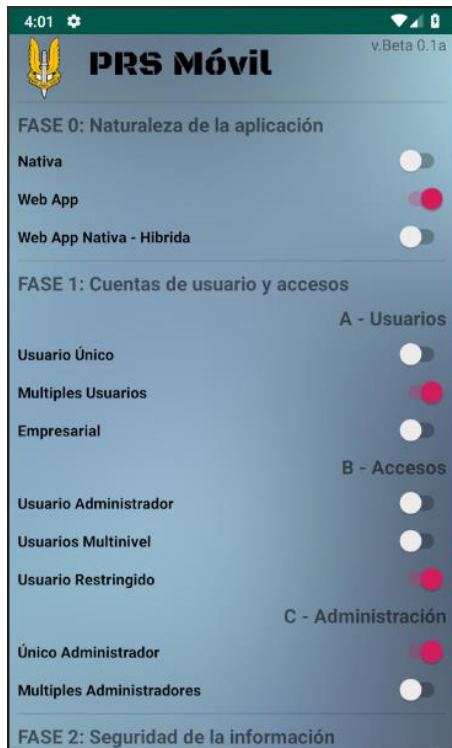 4:01
PRS Móvil
v.Beta 0.1a
FASE 0: Naturaleza de la aplicación
Nativa
Web App
Web App Nativa - Hibrida
FASE 1: Cuentas de usuario y accesos
A - Usuarios
Usuario Único
Multiples Usuarios
Empresarial
B - Accesos
Usuario Administrador
Usuarios Multinivel
Usuario Restringido
C - Administración
Único Administrador
Multiples Administradores
FASE 2: Seguridad de la información